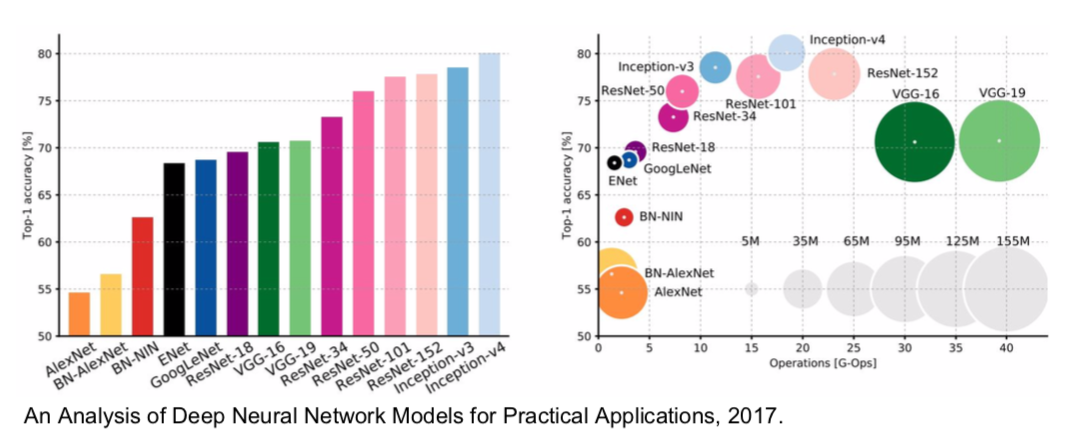 Top-1 accuracy [%]
80
75
70
65
60
55
50
AlexNet
BN-AlexNet
BN-NIN
ENet
GoogLeNet
ResNet-18
VGG-16
VGG-19
ResNet-34
ResNet-50
ResNet-101
ResNet-152
Inception-v3
Inception-v4
Top-1 accuracy [%]
80
75
70
65
60
55
50
Inception-v4
Inception-v3
ResNet-152
ResNet-50
VGG-16
VGG-19
ResNet-101
ResNet-34
ResNet-18
GoogLeNet
ENet
BN-NIN
5M 35M 65M 95M 125M 155M
BN-AlexNet
AlexNet
0 5 10 15 20 25 30 35 40
Operations [G-Ops]
An Analysis of Deep Neural Network Models for Practical Applications, 2017.